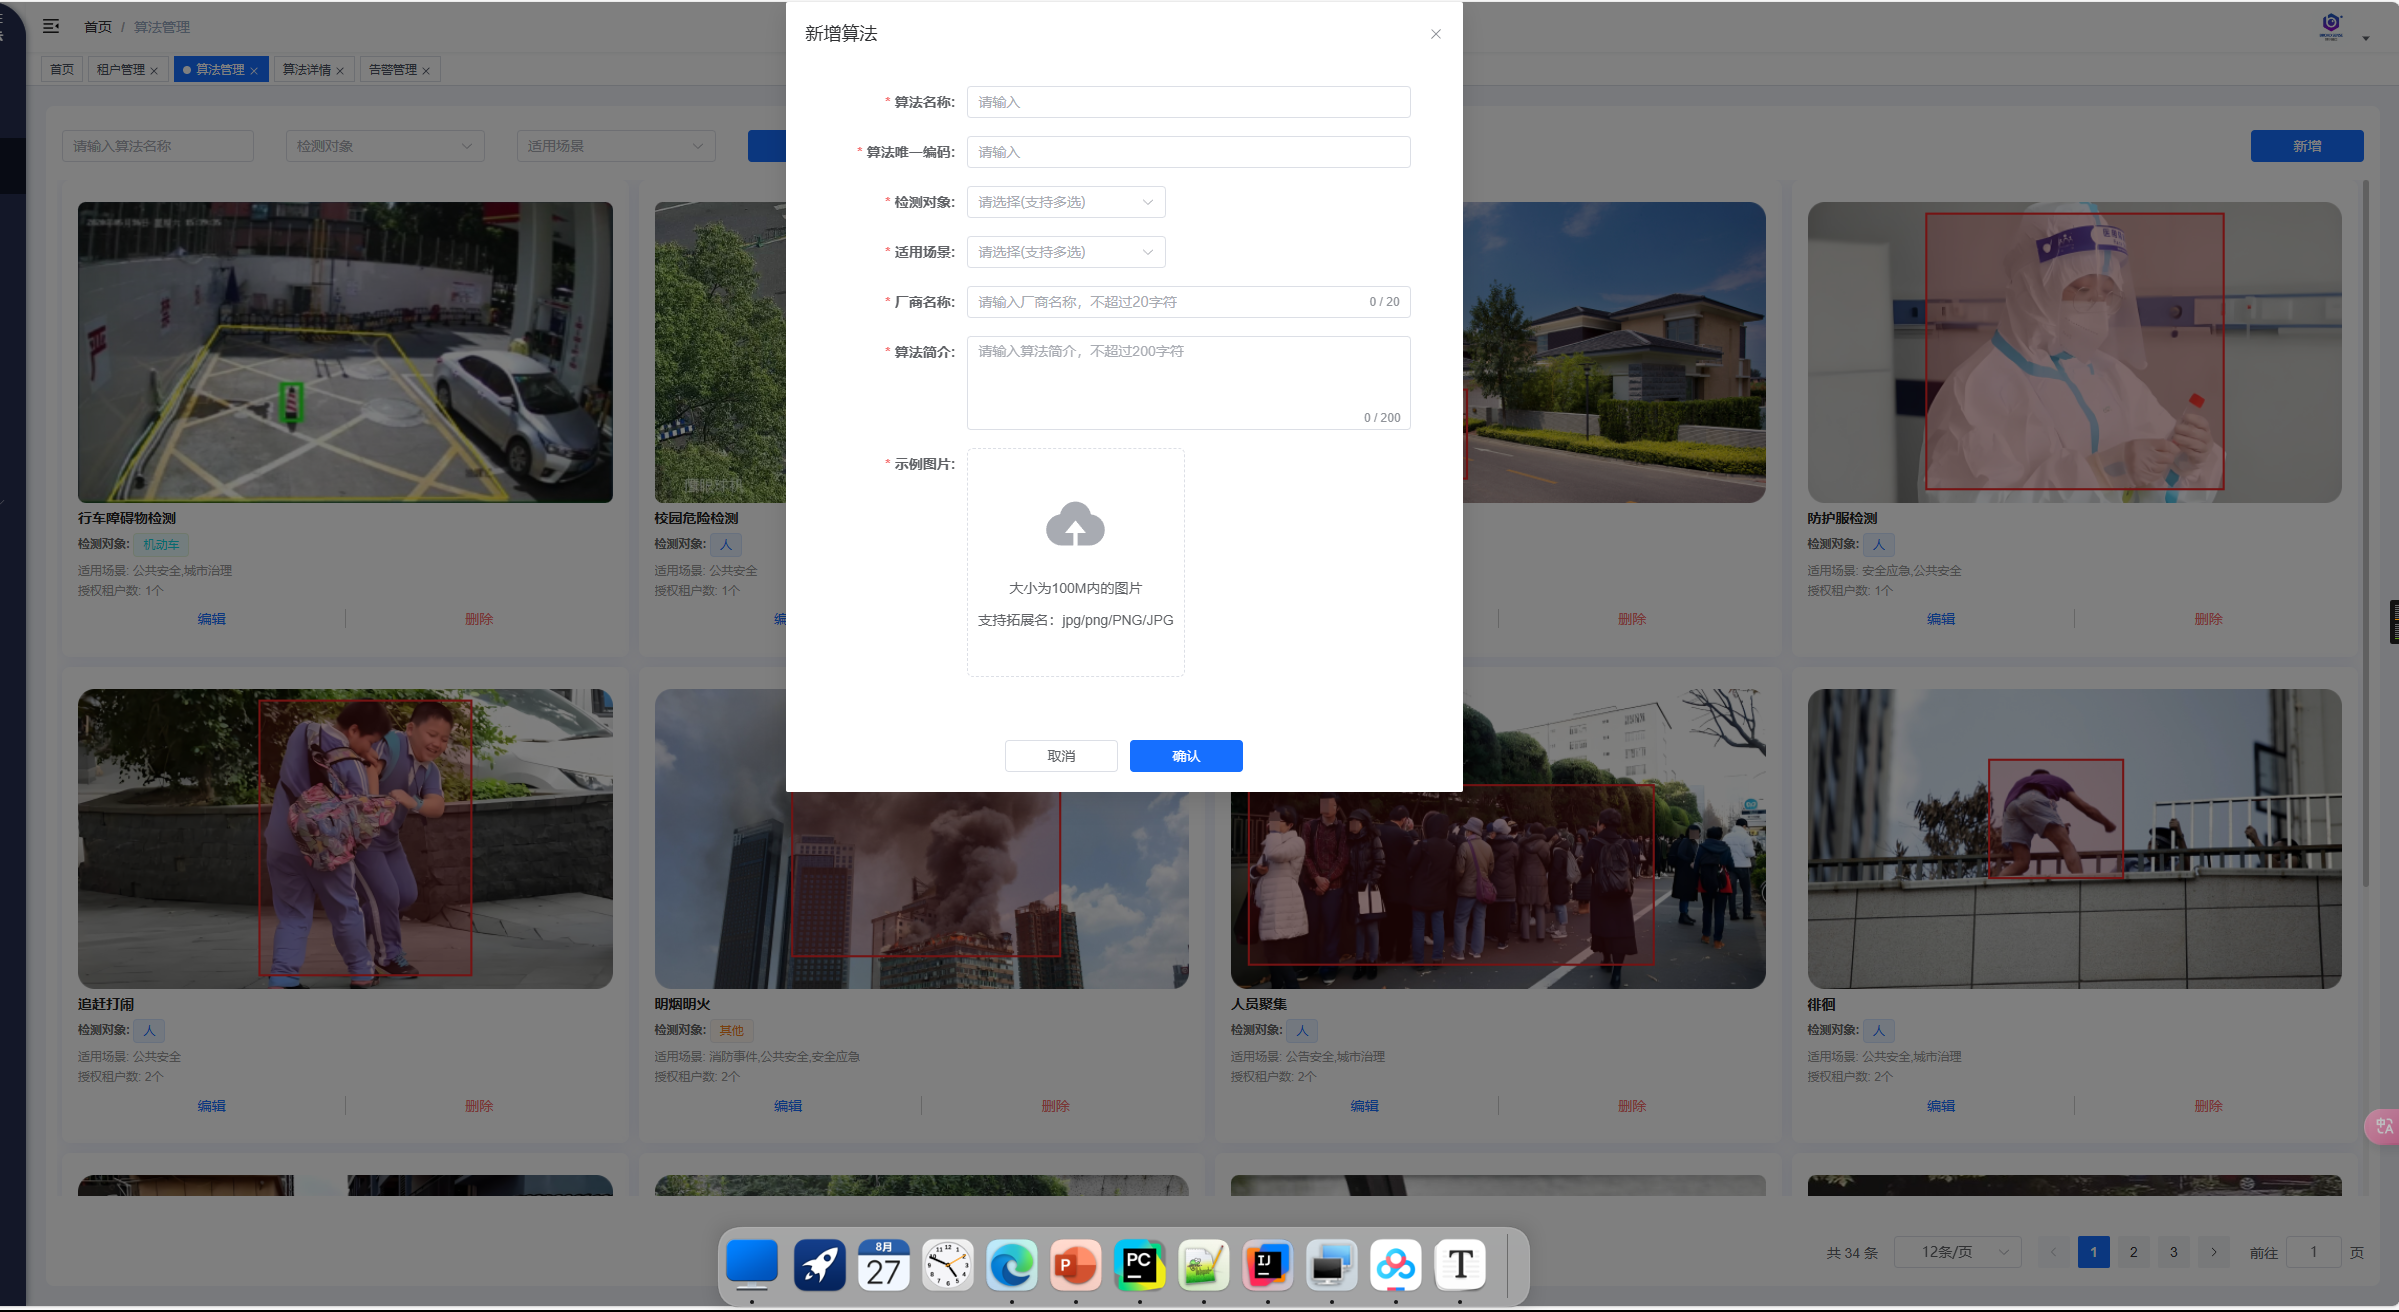 首页 / 算法管理
首页
租户管理 ×
算法管理 ×
算法详情 ×
告警管理 ×
请输入算法名称
检测对象
适用场景
新增
新增算法
* 算法名称:
请输入
* 算法唯一编码:
请输入
* 检测对象:
请选择(支持多选)
* 适用场景:
请选择(支持多选)
* 厂商名称:
请输入厂商名称，不超过20字符
0 / 20
* 算法简介:
请输入算法简介，不超过200字符
0 / 200
* 示例图片:
大小为100M内的图片
支持拓展名：jpg/png/PNG/JPG
取消
确认
行车障碍物检测
检测对象: 机动车
适用场景: 公共安全,城市治理
授权租户数: 1个
编辑
删除
校园危险检测
检测对象: 人
适用场景: 公共安全
授权租户数: 1个
删除
防护服检测
检测对象: 人
适用场景: 安全应急,公共安全
授权租户数: 1个
编辑
删除
追赶打闹
检测对象: 人
适用场景: 公共安全
授权租户数: 2个
编辑
删除
明烟明火
检测对象: 其他
适用场景: 消防事件,公共安全,安全应急
授权租户数: 2个
编辑
删除
人员聚集
检测对象: 人
适用场景: 公告安全,城市治理
授权租户数: 2个
编辑
删除
徘徊
检测对象: 人
适用场景: 公共安全,城市治理
授权租户数: 2个
编辑
删除
共 34 条
12条/页
1
2
3
前往
1
页
8月
27
P
PC
IJ
T